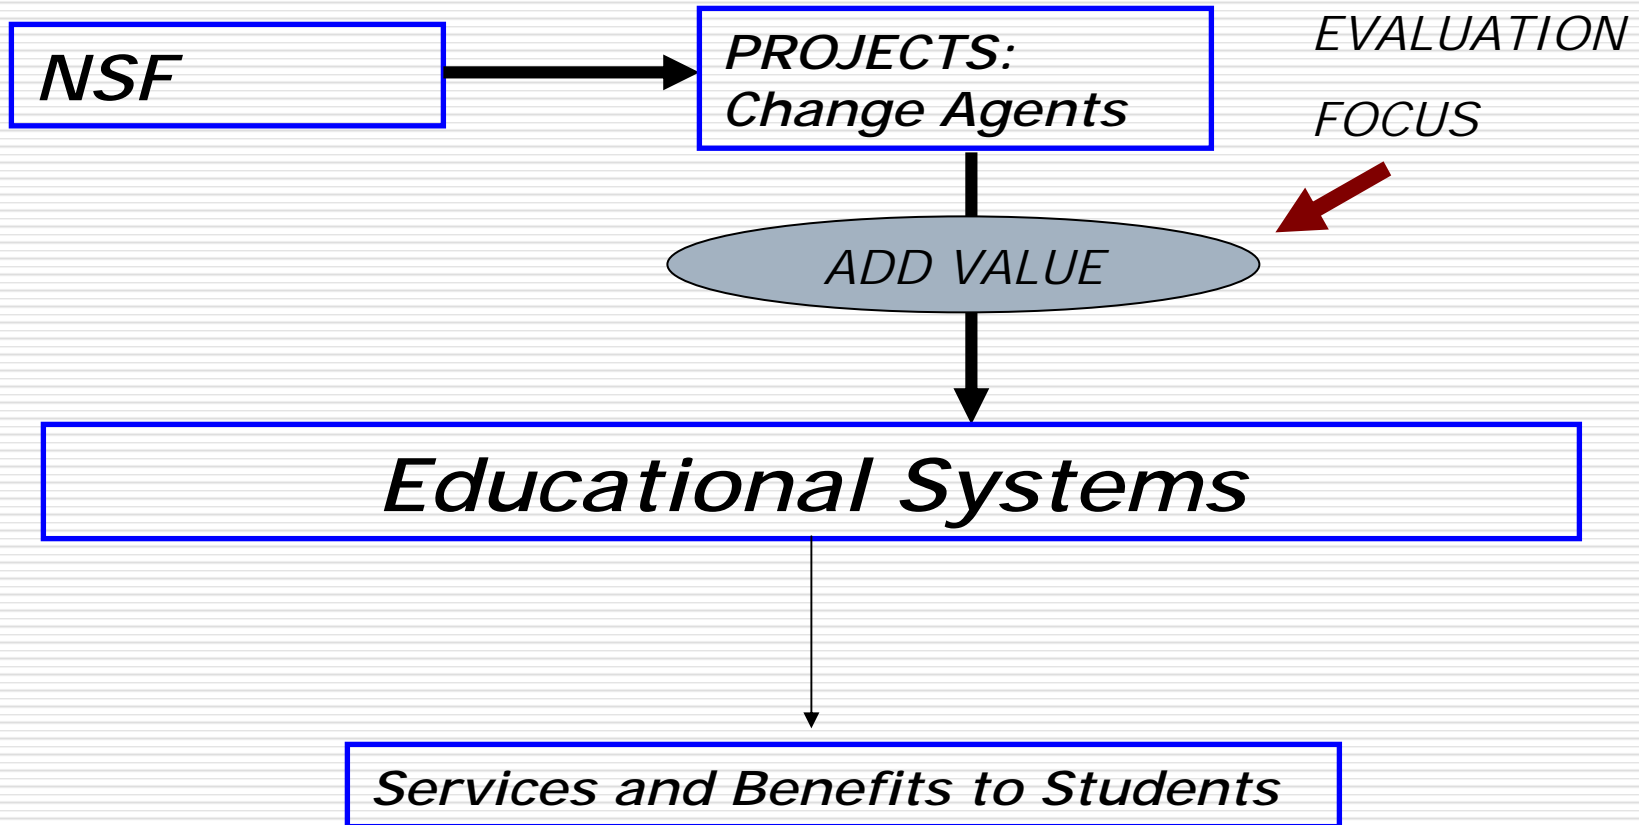 NSF
PROJECTS:
Change Agents
EVALUATION
FOCUS
ADD VALUE
Educational Systems
Services and Benefits to Students